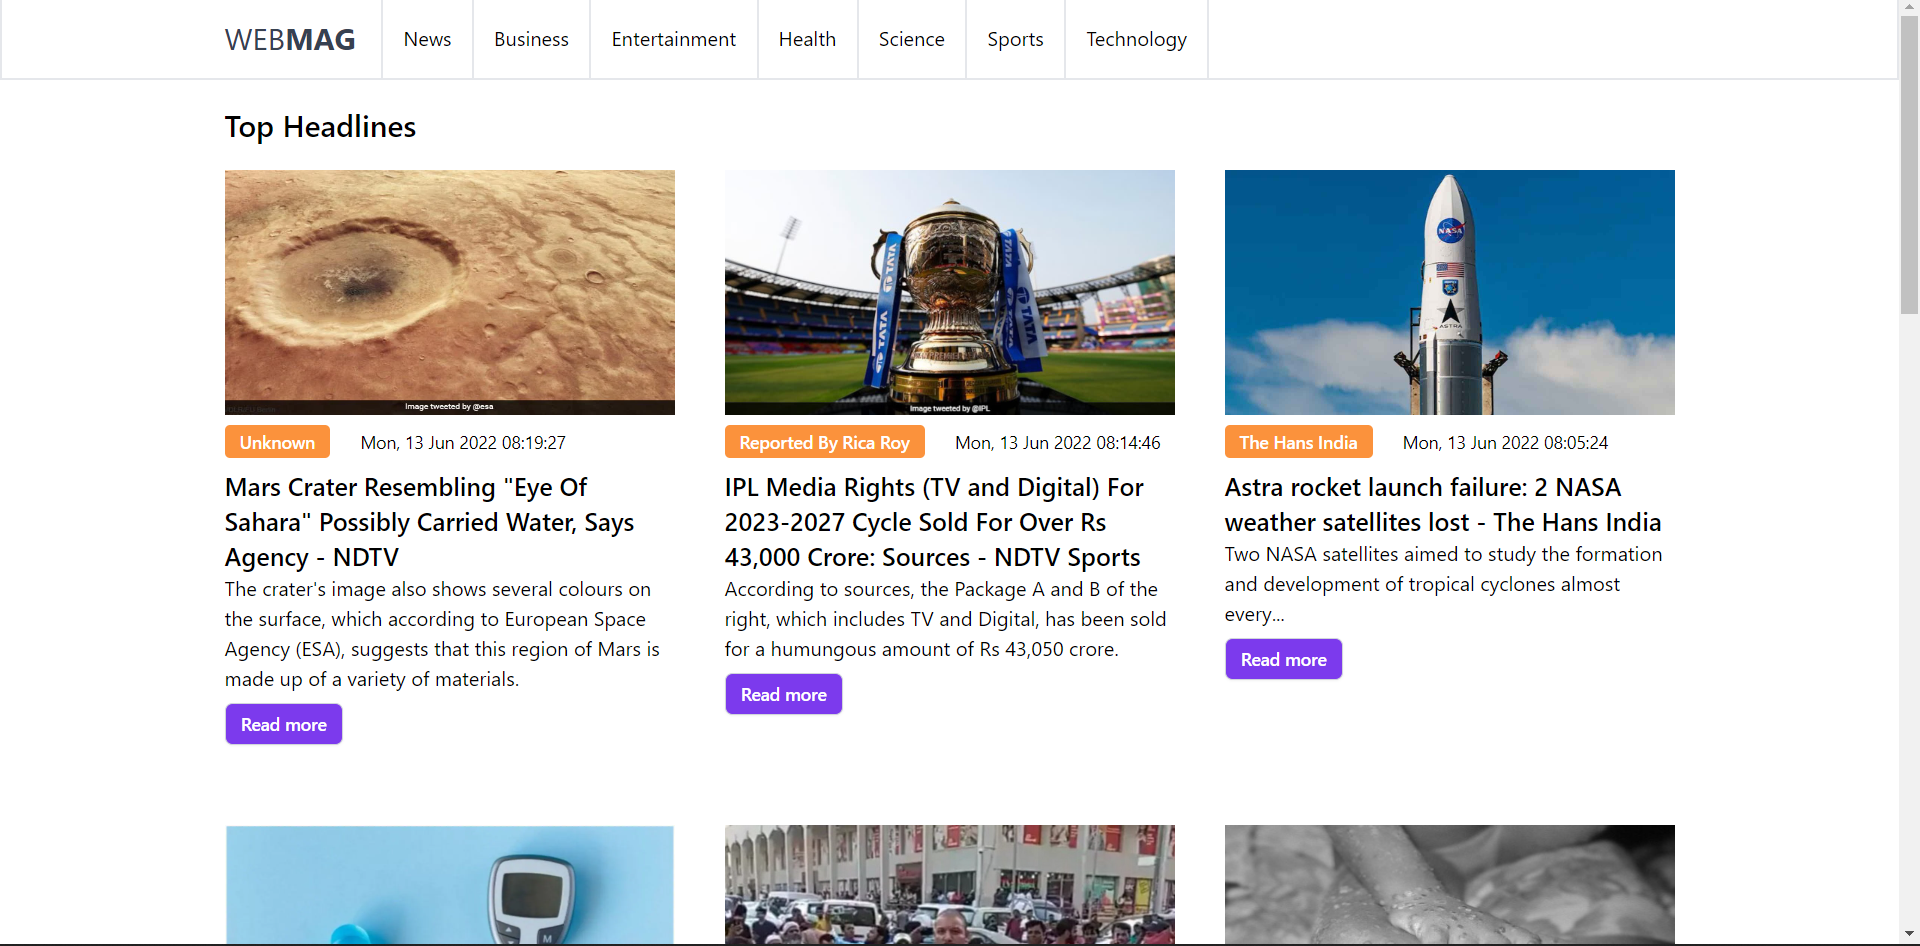 WEBMAG
News
Business
Entertainment
Health
Science
Sports
Technology
Top Headlines
Image tweeted by @esa
Unknown
Mon, 13 Jun 2022 08:19:27
Mars Crater Resembling "Eye Of
Sahara" Possibly Carried Water, Says
Agency - NDTV
The crater's image also shows several colours on
the surface, which according to European Space
Agency (ESA), suggests that this region of Mars is
made up of a variety of materials.
Read more
TATA
TATA
TATA
Image tweeted by @IPL
Reported By Rica Roy
Mon, 13 Jun 2022 08:14:46
IPL Media Rights (TV and Digital) For
2023-2027 Cycle Sold For Over Rs
43,000 Crore: Sources - NDTV Sports
According to sources, the Package A and B of the
right, which includes TV and Digital, has been sold
for a humungous amount of Rs 43,050 crore.
Read more
NASA
ASTRA
The Hans India
Mon, 13 Jun 2022 08:05:24
Astra rocket launch failure: 2 NASA
weather satellites lost - The Hans India
Two NASA satellites aimed to study the formation
and development of tropical cyclones almost
every...
Read more
M